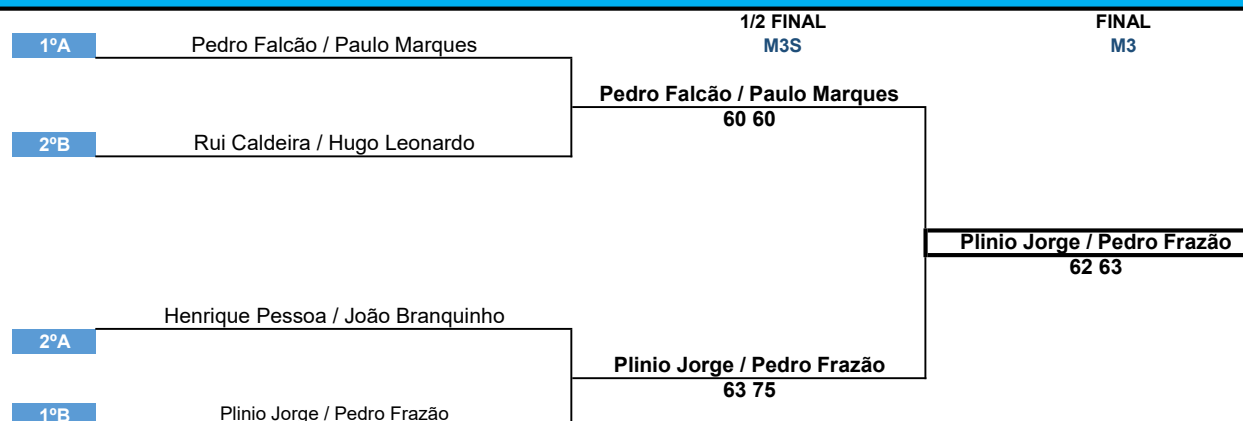 1/2 FINAL FINAL
1ºA Pedro Falcão / Paulo Marques M3S M3
Pedro Falcão / Paulo Marques
60 60
2ºB Rui Caldeira / Hugo Leonardo
Plinio Jorge / Pedro Frazão
62 63
Henrique Pessoa / João Branquinho
2ºA
Plinio Jorge / Pedro Frazão
63 75
1ºB Plinio Jorge / Pedro Frazão